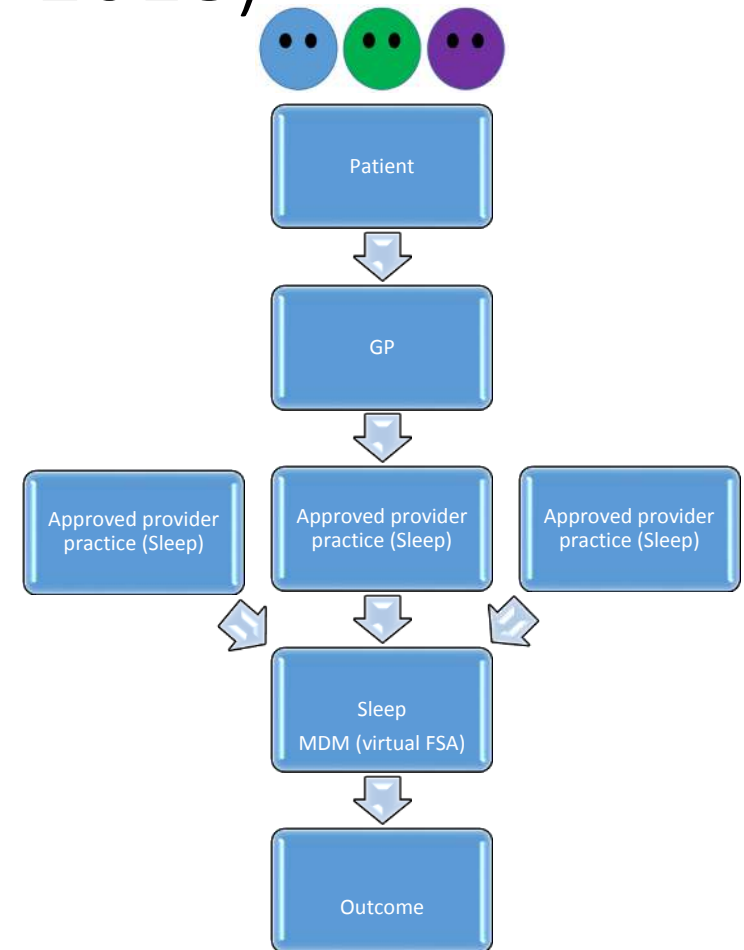 Patient
GP
Approved provider
practice (Sleep)
Approved provider
practice (Sleep)
Approved provider
practice (Sleep)
Sleep
MDM (virtual FSA)
Outcome